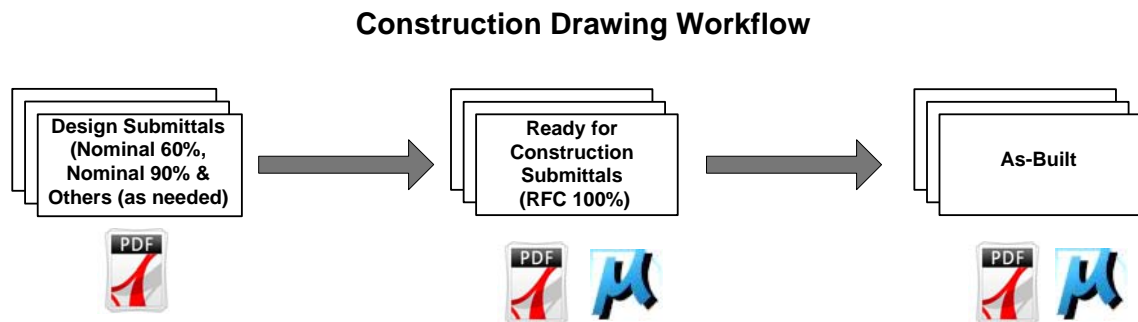 Construction Drawing Workflow
Design Submittals
(Nominal 60%,
Nominal 90% &
Others (as needed)
Ready for
Construction
Submittals
(RFC 100%)
As-Built
PDF
PDF
µ
PDF
µ